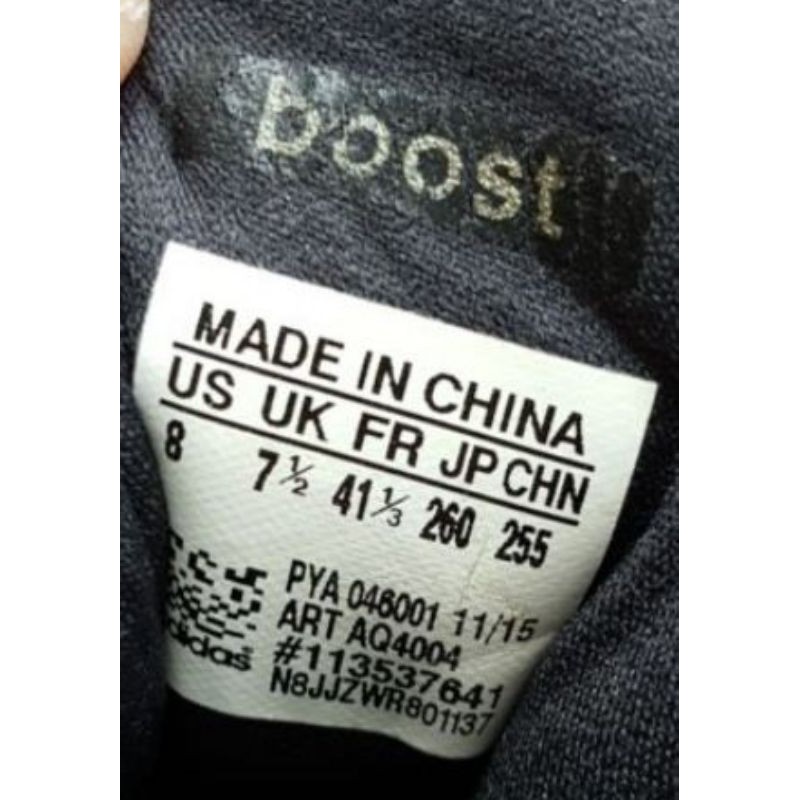 boost
MADE IN CHINA
US UK FR JP CHN
8 7½ 41⅓ 260 255
PYA 046001 11/15
ART AQ4004
#113537641
N8JJZWR801137
adidas